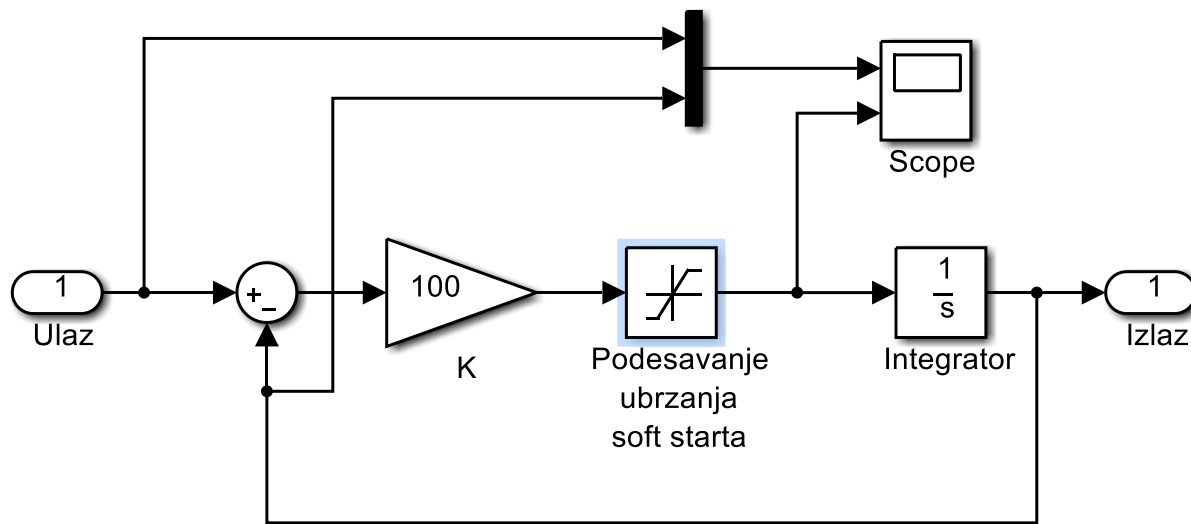 Scope
1
Ulaz
+
−
100
K
Podesavanje
ubrzanja
soft starta
1
s
Integrator
1
Izlaz